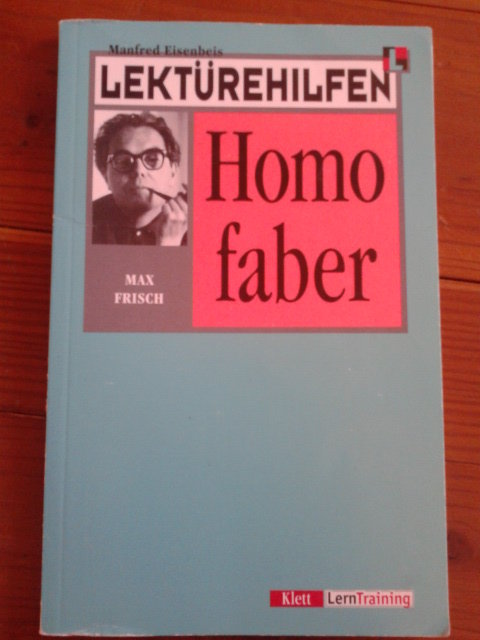 Manfred Eisenbeis
L
LEKTÜREHILFEN
Homo
faber
MAX
FRISCH
Klett LernTraining